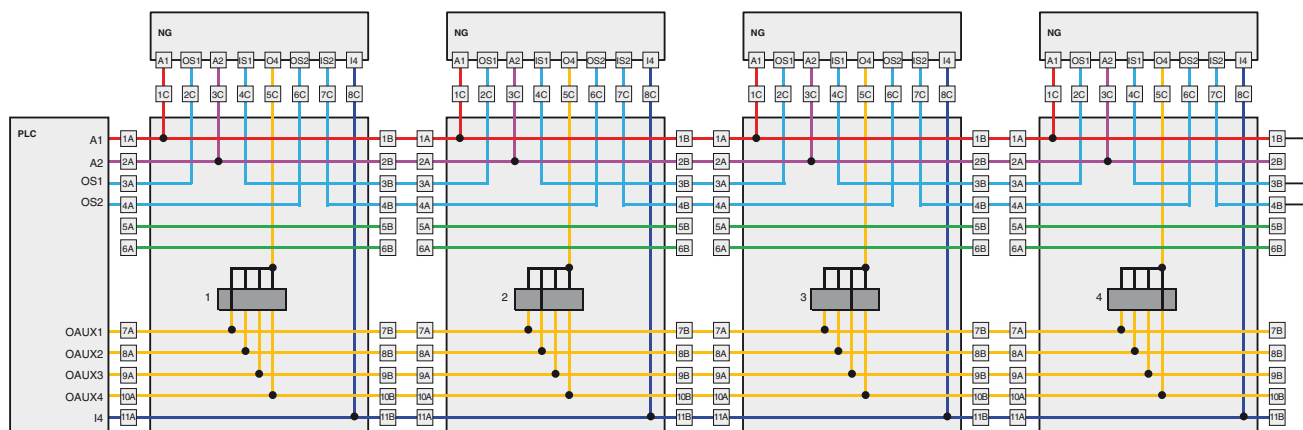 NG NG NG NG
A1 OS1 A2 IS1 O4 OS2 IS2 I4 A1 OS1 A2 IS1 O4 OS2 IS2 I4 A1 OS1 A2 IS1 O4 OS2 IS2 I4 A1 OS1 A2 IS1 O4 OS2 IS2 I4
1C 2C 3C 4C 5C 6C 7C 8C 1C 2C 3C 4C 5C 6C 7C 8C 1C 2C 3C 4C 5C 6C 7C 8C 1C 2C 3C 4C 5C 6C 7C 8C
PLC
A1 1A 1B 1A 1B 1A 1B 1A 1B
A2 2A 2B 2A 2B 2A 2B 2A 2B
OS1 3A 3B 3A 3B 3A 3B 3A 3B
OS2 4A 4B 4A 4B 4A 4B 4A 4B
5A 5B 5A 5B 5A 5B 5A 5B
6A 6B 6A 6B 6A 6B 6A 6B
1 2 3 4
OAUX1 7A 7B 7A 7B 7A 7B 7A 7B
OAUX2 8A 8B 8A 8B 8A 8B 8A 8B
OAUX3 9A 9B 9A 9B 9A 9B 9A 9B
OAUX4 10A 10B 10A 10B 10A 10B 10A 10B
I4 11A 11B 11A 11B 11A 11B 11A 11B